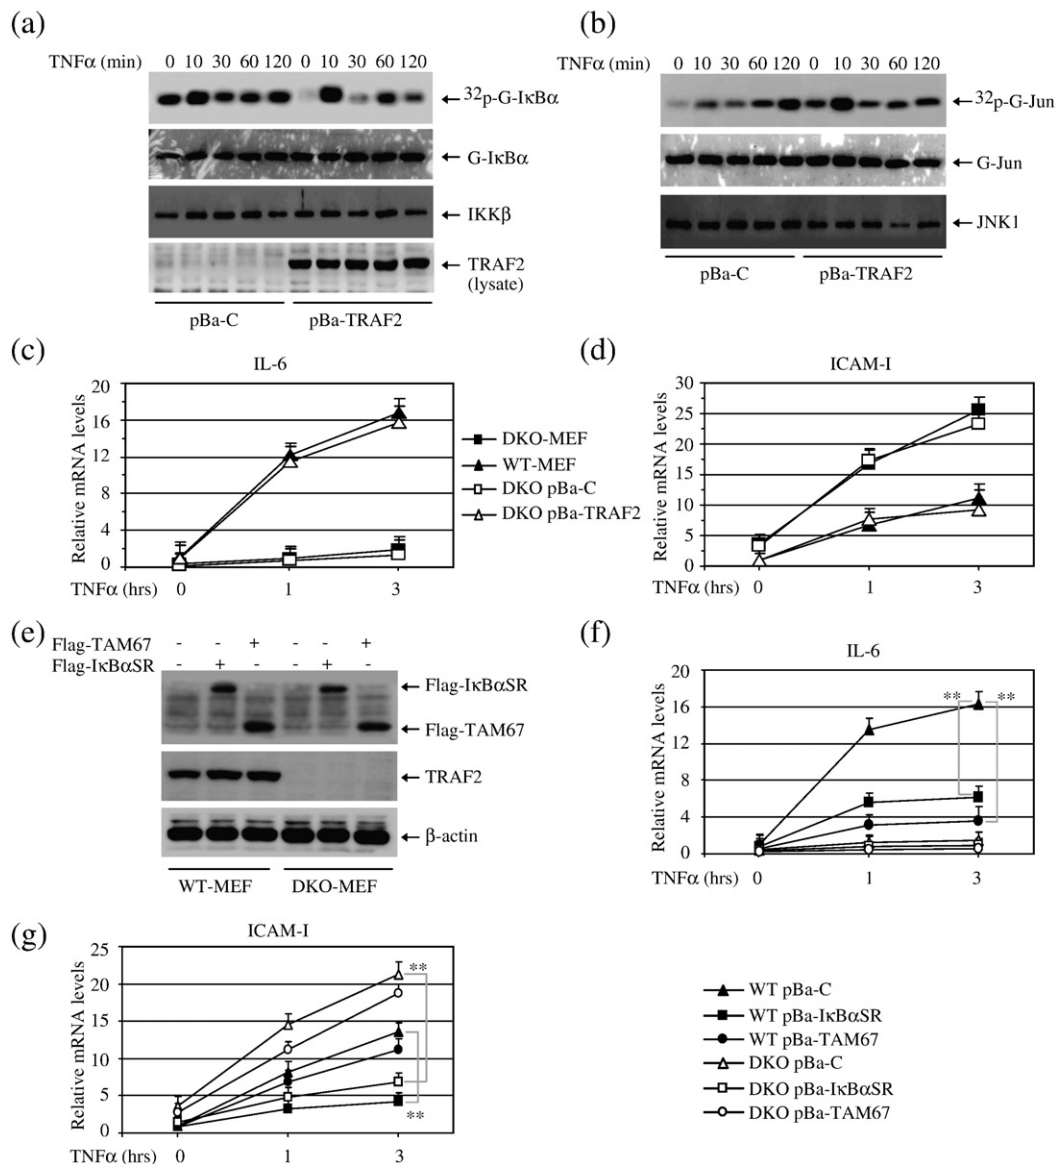 (a)
TNFα (min) 0 10 30 60 120 0 10 30 60 120
32p-G-IκBα
G-IκBα
IKKβ
TRAF2
(lysate)
pBa-C pBa-TRAF2
(b)
TNFα (min) 0 10 30 60 120 0 10 30 60 120
32p-G-Jun
G-Jun
JNK1
pBa-C pBa-TRAF2
(c)
IL-6
Relative mRNA levels
20
16
12
8
4
0
TNFα (hrs) 0 1 3
DKO-MEF
WT-MEF
DKO pBa-C
DKO pBa-TRAF2
(d)
ICAM-I
Relative mRNA levels
30
25
20
15
10
5
0
TNFα (hrs) 0 1 3
(e)
Flag-TAM67 - - + - - +
Flag-IκBαSR - + - - + -
Flag-IκBαSR
Flag-TAM67
TRAF2
β-actin
WT-MEF DKO-MEF
(f)
IL-6
Relative mRNA levels
20
16
12
8
4
0
** **
TNFα (hrs) 0 1 3
(g)
ICAM-I
Relative mRNA levels
25
20
15
10
5
0
**
**
TNFα (hrs) 0 1 3
WT pBa-C
WT pBa-IκBαSR
WT pBa-TAM67
DKO pBa-C
DKO pBa-IκBαSR
DKO pBa-TAM67